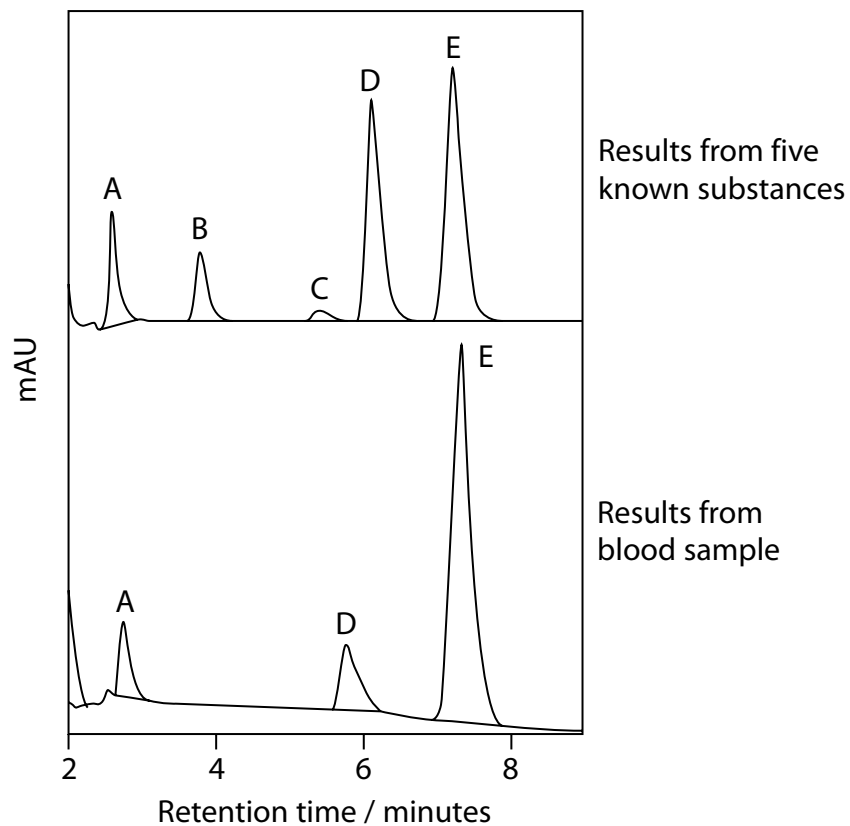 E
D
A
B
C
Results from five
known substances
mAU
E
Results from
blood sample
A
D
2 4 6 8
Retention time / minutes